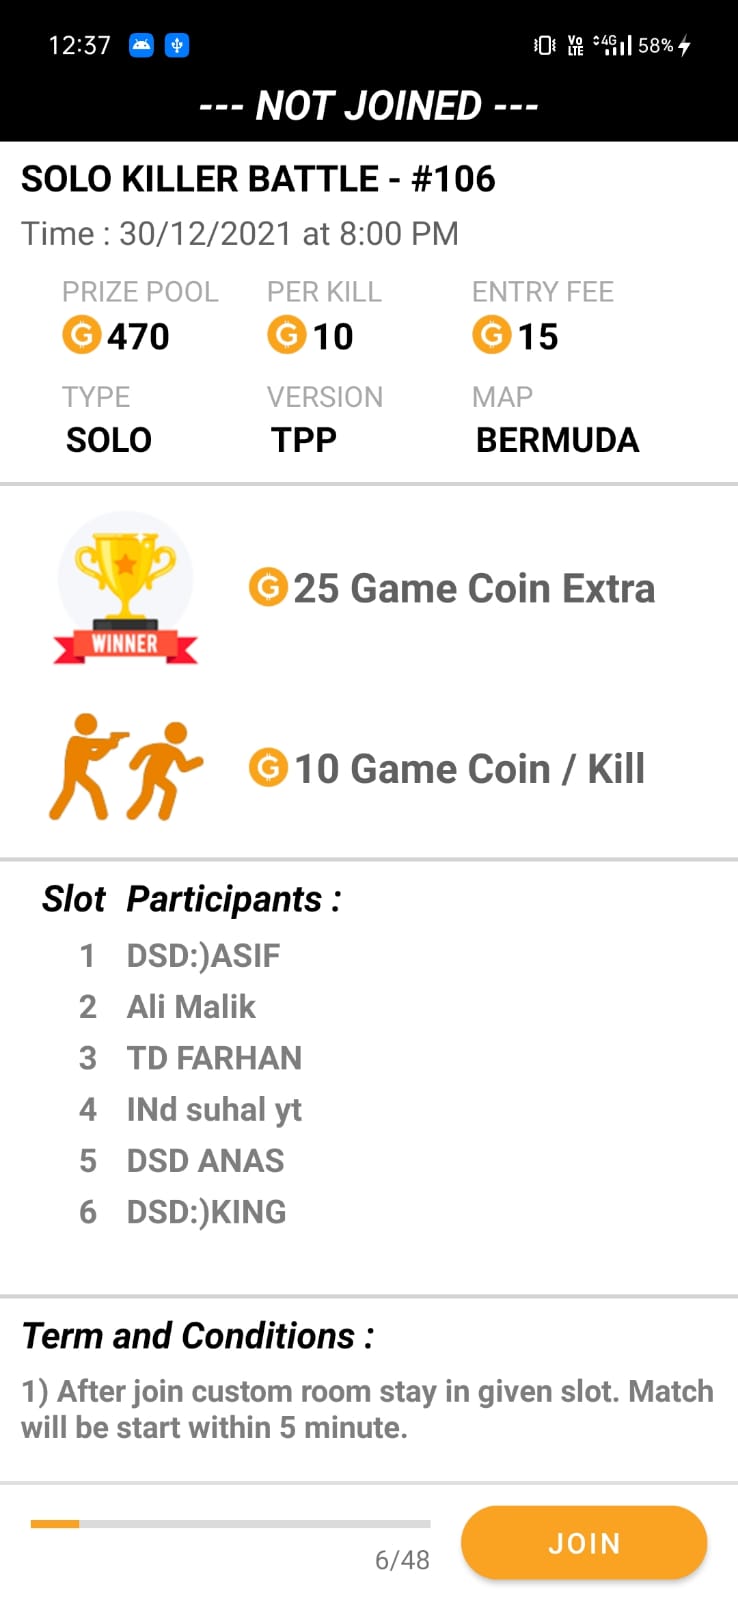 12:37 VO LTE 4G 58%
--- NOT JOINED ---
SOLO KILLER BATTLE - #106
Time : 30/12/2021 at 8:00 PM
PRIZE POOL PER KILL ENTRY FEE
G 470 G 10 G 15
TYPE VERSION MAP
SOLO TPP BERMUDA
WINNER
G 25 Game Coin Extra
G 10 Game Coin / Kill
Slot Participants :
1 DSD:)ASIF
2 Ali Malik
3 TD FARHAN
4 INd suhal yt
5 DSD ANAS
6 DSD:)KING
Term and Conditions :
1) After join custom room stay in given slot. Match
will be start within 5 minute.
6/48
JOIN